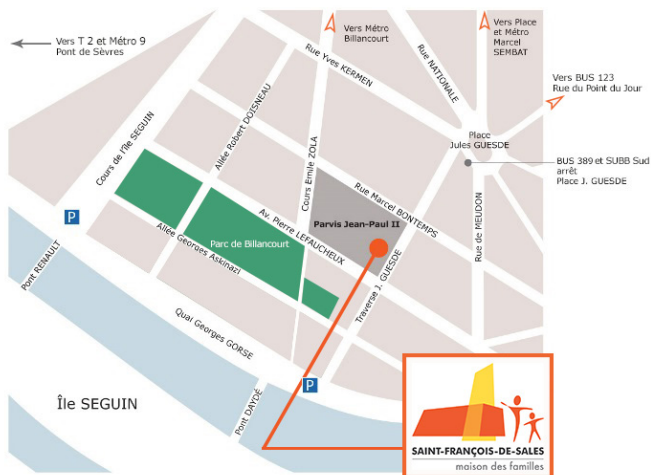 Vers Métro
Billancourt
Vers Place
et Métro
Marcel
SEMBAT
Vers T 2 et Métro 9
Pont de Sèvres
Rue Yves KERMEN
Rue NATIONALE
Vers BUS 123
Rue du Point du Jour
Allée Robert DOISNEAU
Cours de l'île SEGUIN
Place
Jules GUESDE
BUS 389 et SUBB Sud
arrêt
Place J. GUESDE
Cours Emile ZOLA
Rue Marcel BONTEMPS
Rue de MEUDON
Parvis Jean-Paul II
Av. Pierre LEFAUCHEUX
Parc de Billancourt
Allée Georges Askinazi
P
Pont RENAULT
Traverse J. GUESDE
Quai Georges GORSE
P
Île SEGUIN
Pont DAYDÉ
SAINT-FRANÇOIS-DE-SALES
maison des familles